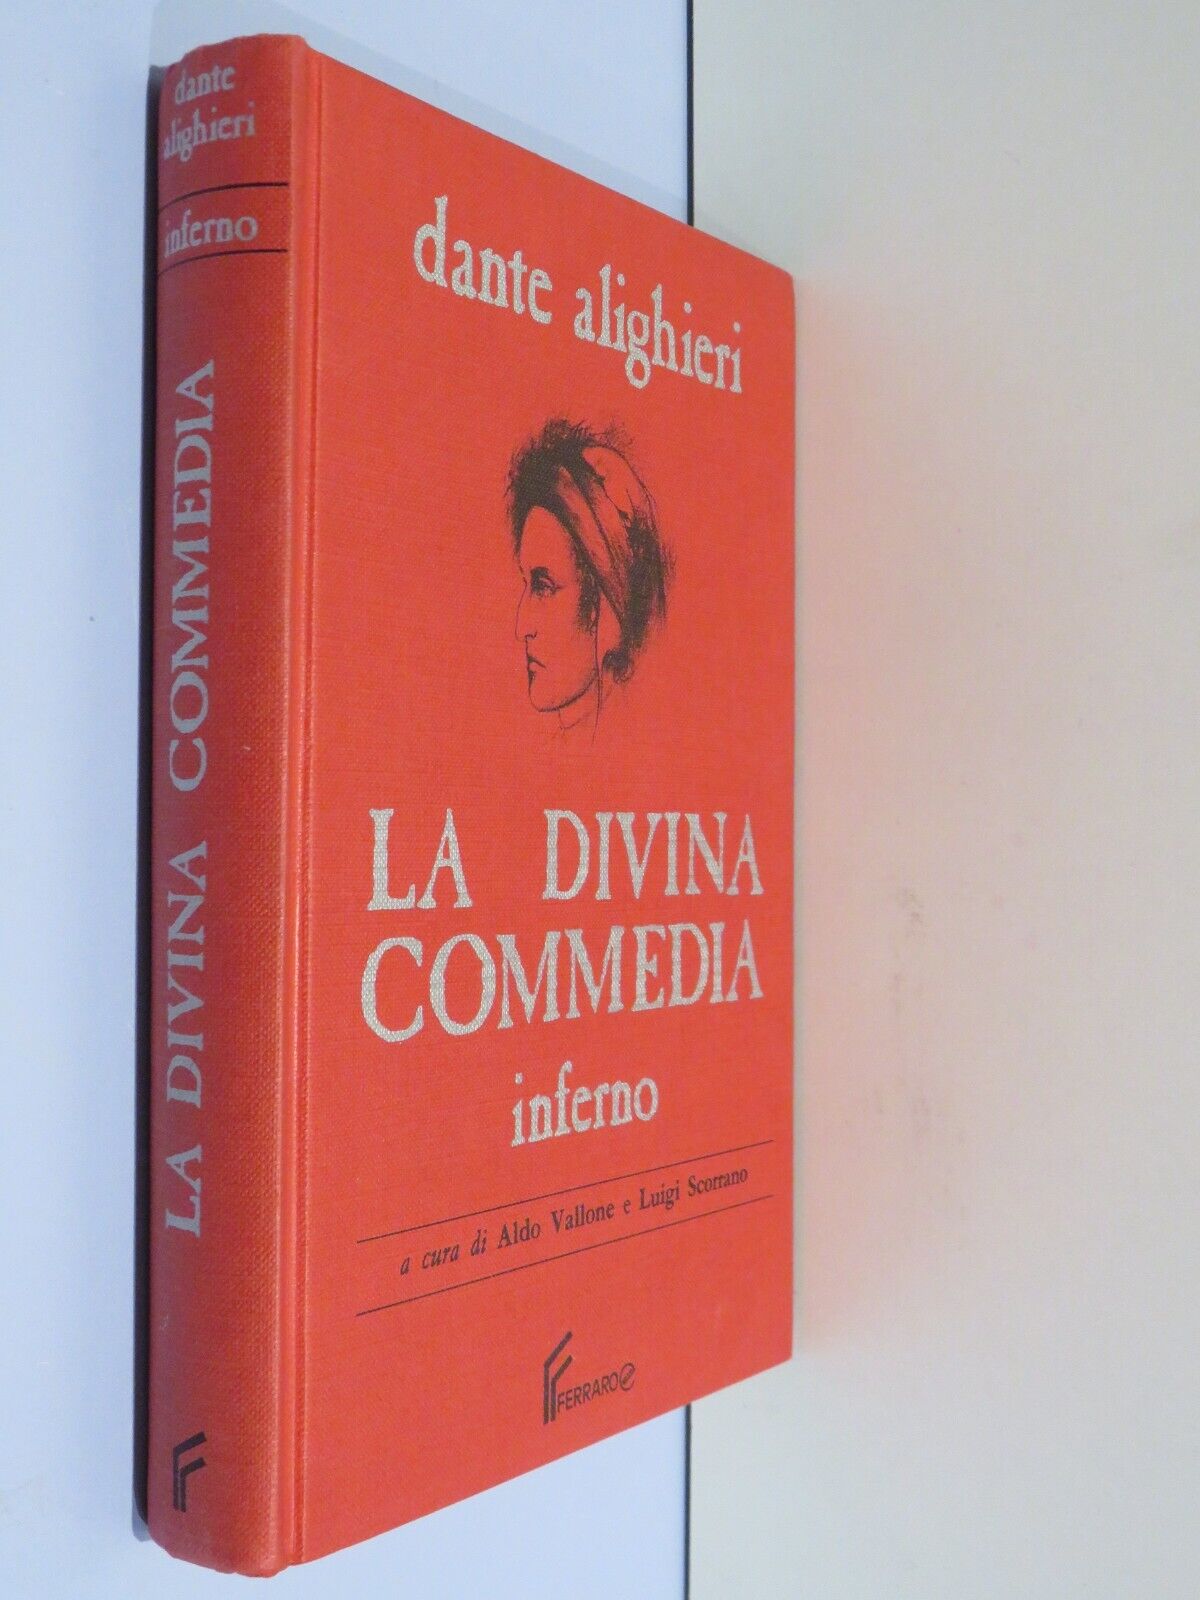 dante
alighieri
inferno
LA DIVINA COMMEDIA
dante alighieri
LA DIVINA
COMMEDIA
inferno
a cura di Aldo Vallone e Luigi Scorrano
FERRARO